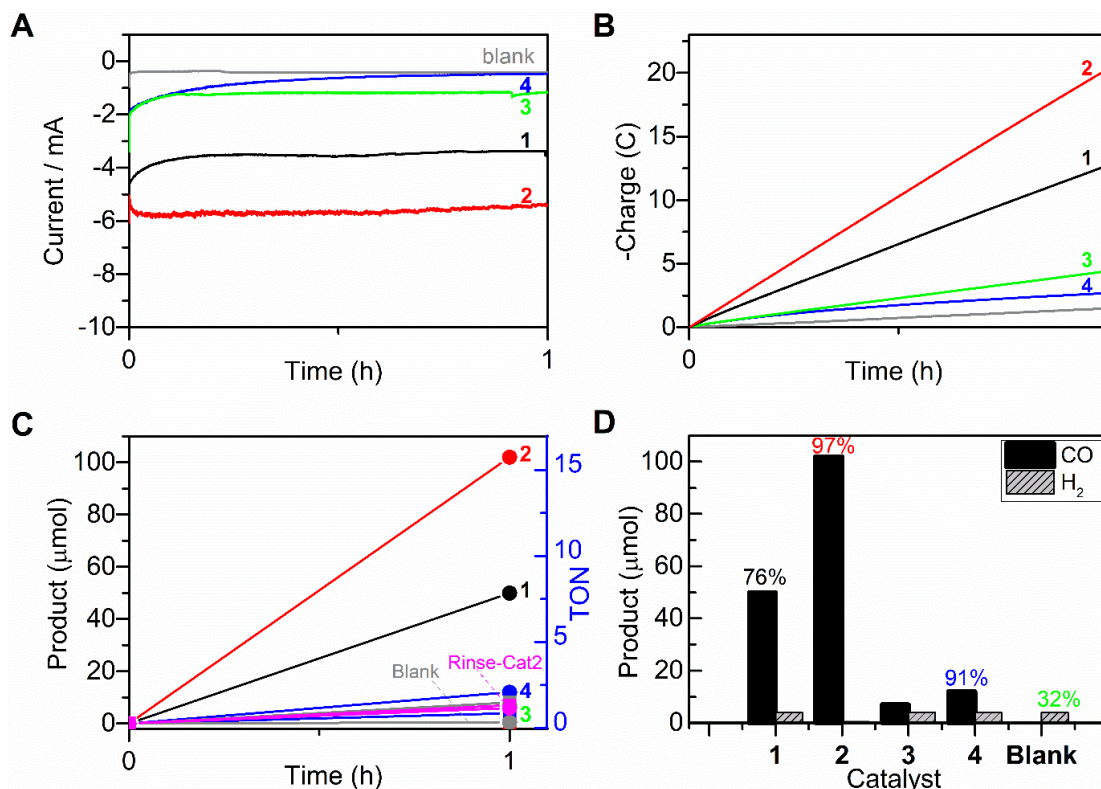 A
0
-2
-4
-6
-8
-10
Current / mA
blank
4
3
1
2
0
1
Time (h)
B
20
15
10
5
0
-Charge (C)
2
1
3
4
0
Time (h)
C
100
80
60
40
20
0
Product (μmol)
15
10
5
0
TON
2
1
Rinse-Cat2
Blank
4
3
0
1
Time (h)
D
100
80
60
40
20
0
Product (μmol)
97%
CO
H₂
76%
91%
32%
1
2
3
4
Blank
Catalyst